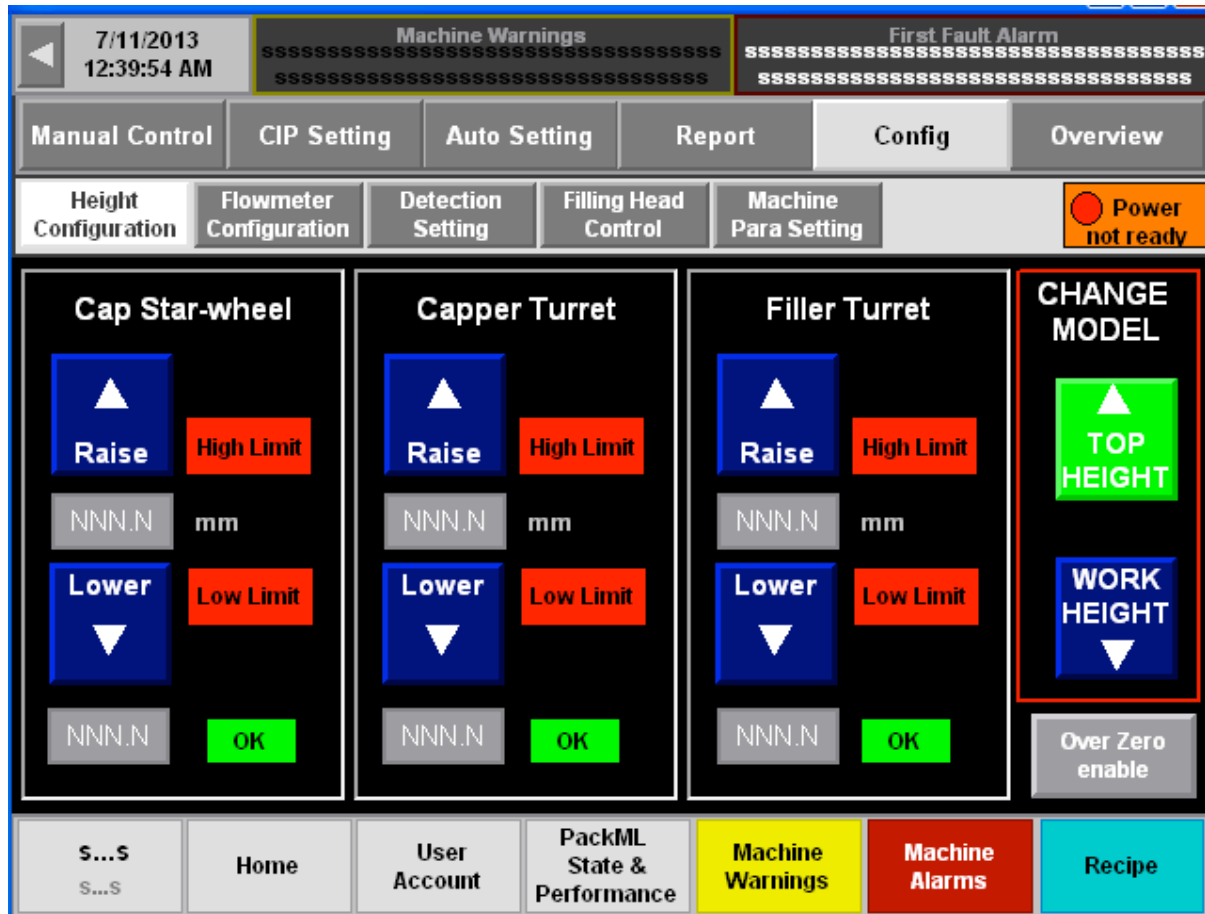 7/11/2013
12:39:54 AM
Machine Warnings
ssssssssssssssssssssssssssssssssss
ssssssssssssssssssssssssssssssss
First Fault Alarm
ssssssssssssssssssssssssssssssssss
ssssssssssssssssssssssssssssssss
Manual Control
CIP Setting
Auto Setting
Report
Config
Overview
Height
Configuration
Flowmeter
Configuration
Detection
Setting
Filling Head
Control
Machine
Para Setting
Power
not ready
Cap Star-wheel
Raise
High Limit
NNN.N mm
Lower
Low Limit
NNN.N
OK
Capper Turret
Raise
High Limit
NNN.N mm
Lower
Low Limit
NNN.N
OK
Filler Turret
Raise
High Limit
NNN.N mm
Lower
Low Limit
NNN.N
OK
CHANGE
MODEL
TOP
HEIGHT
WORK
HEIGHT
Over Zero
enable
s...s
s...s
Home
User
Account
PackML
State &
Performance
Machine
Warnings
Machine
Alarms
Recipe